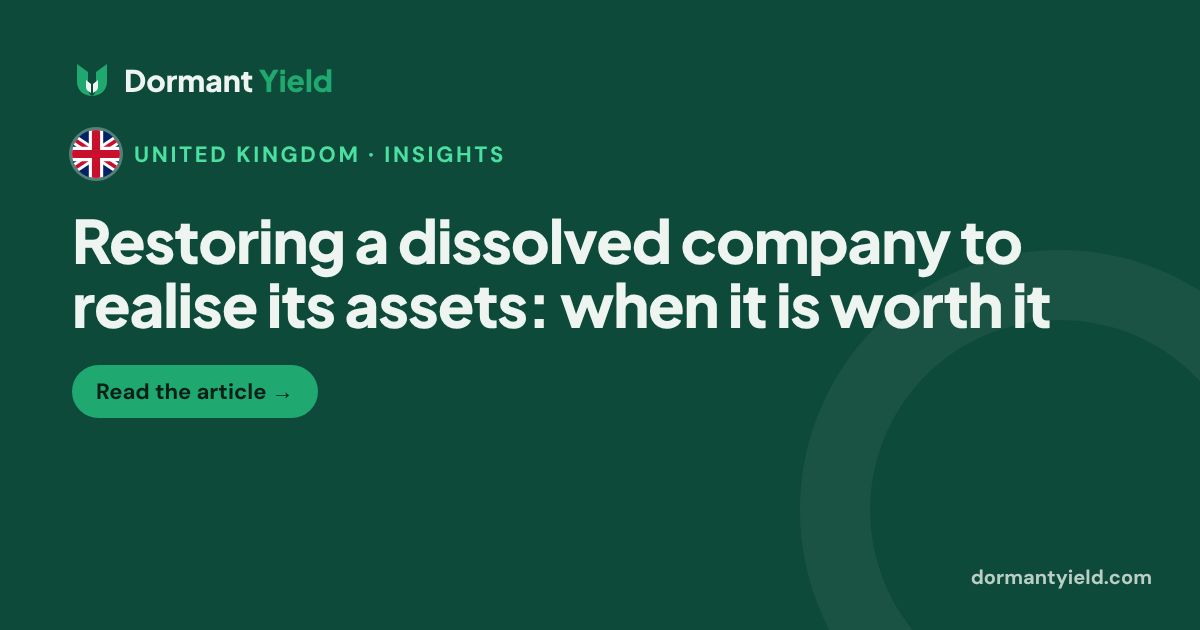 Dormant Yield
UNITED KINGDOM · INSIGHTS
Restoring a dissolved company to
realise its assets: when it is worth it
Read the article →
dormantyield.com